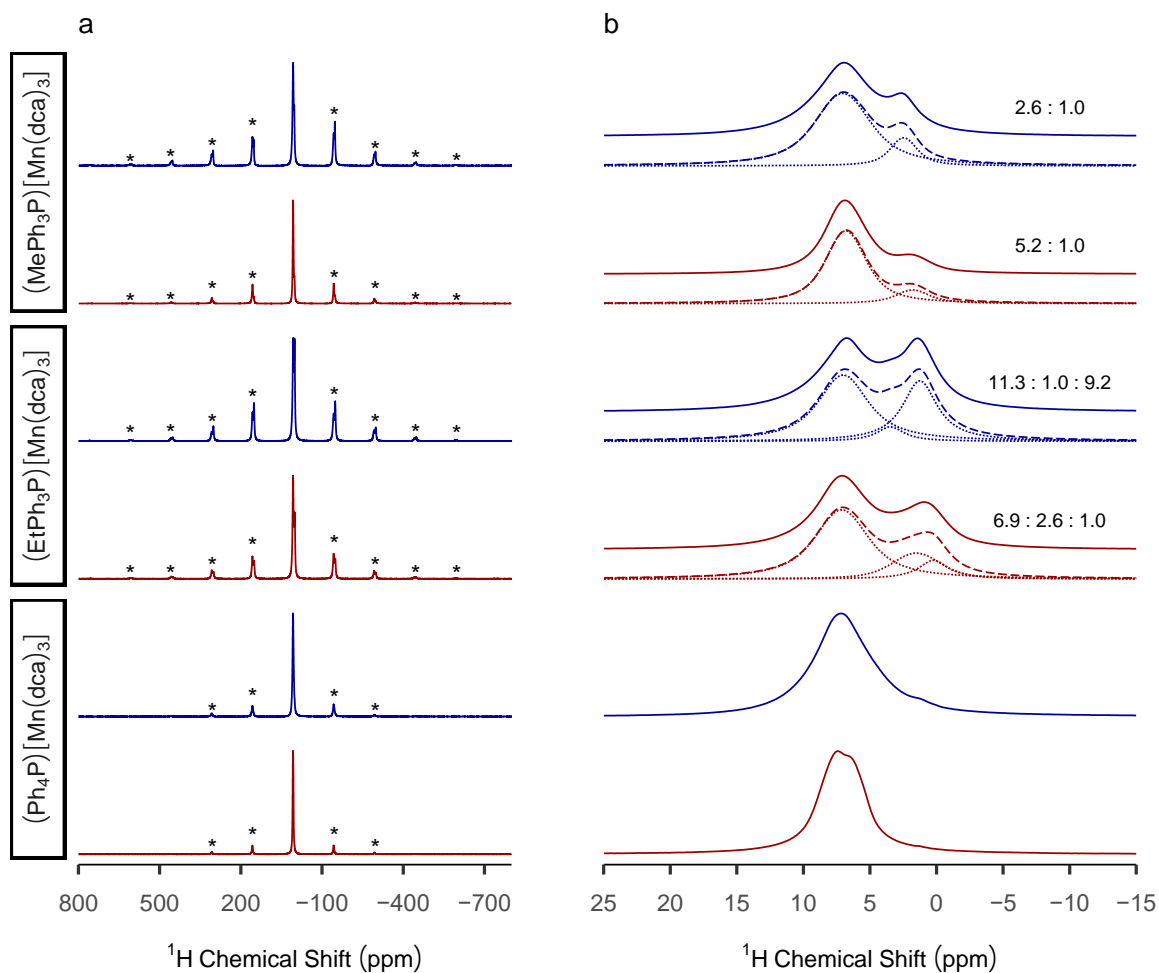 a
b
(MePh₃P)[Mn(dca)₃]
(EtPh₃P)[Mn(dca)₃]
(Ph₄P)[Mn(dca)₃]
* * * * * * * *
* * * * * * * *
* * * * * * * *
* * * * * * * *
* * * *
* * * *
2.6 : 1.0
5.2 : 1.0
11.3 : 1.0 : 9.2
6.9 : 2.6 : 1.0
800 500 200 −100 −400 −700
25 20 15 10 5 0 −5 −10 −15
¹H Chemical Shift (ppm)
¹H Chemical Shift (ppm)